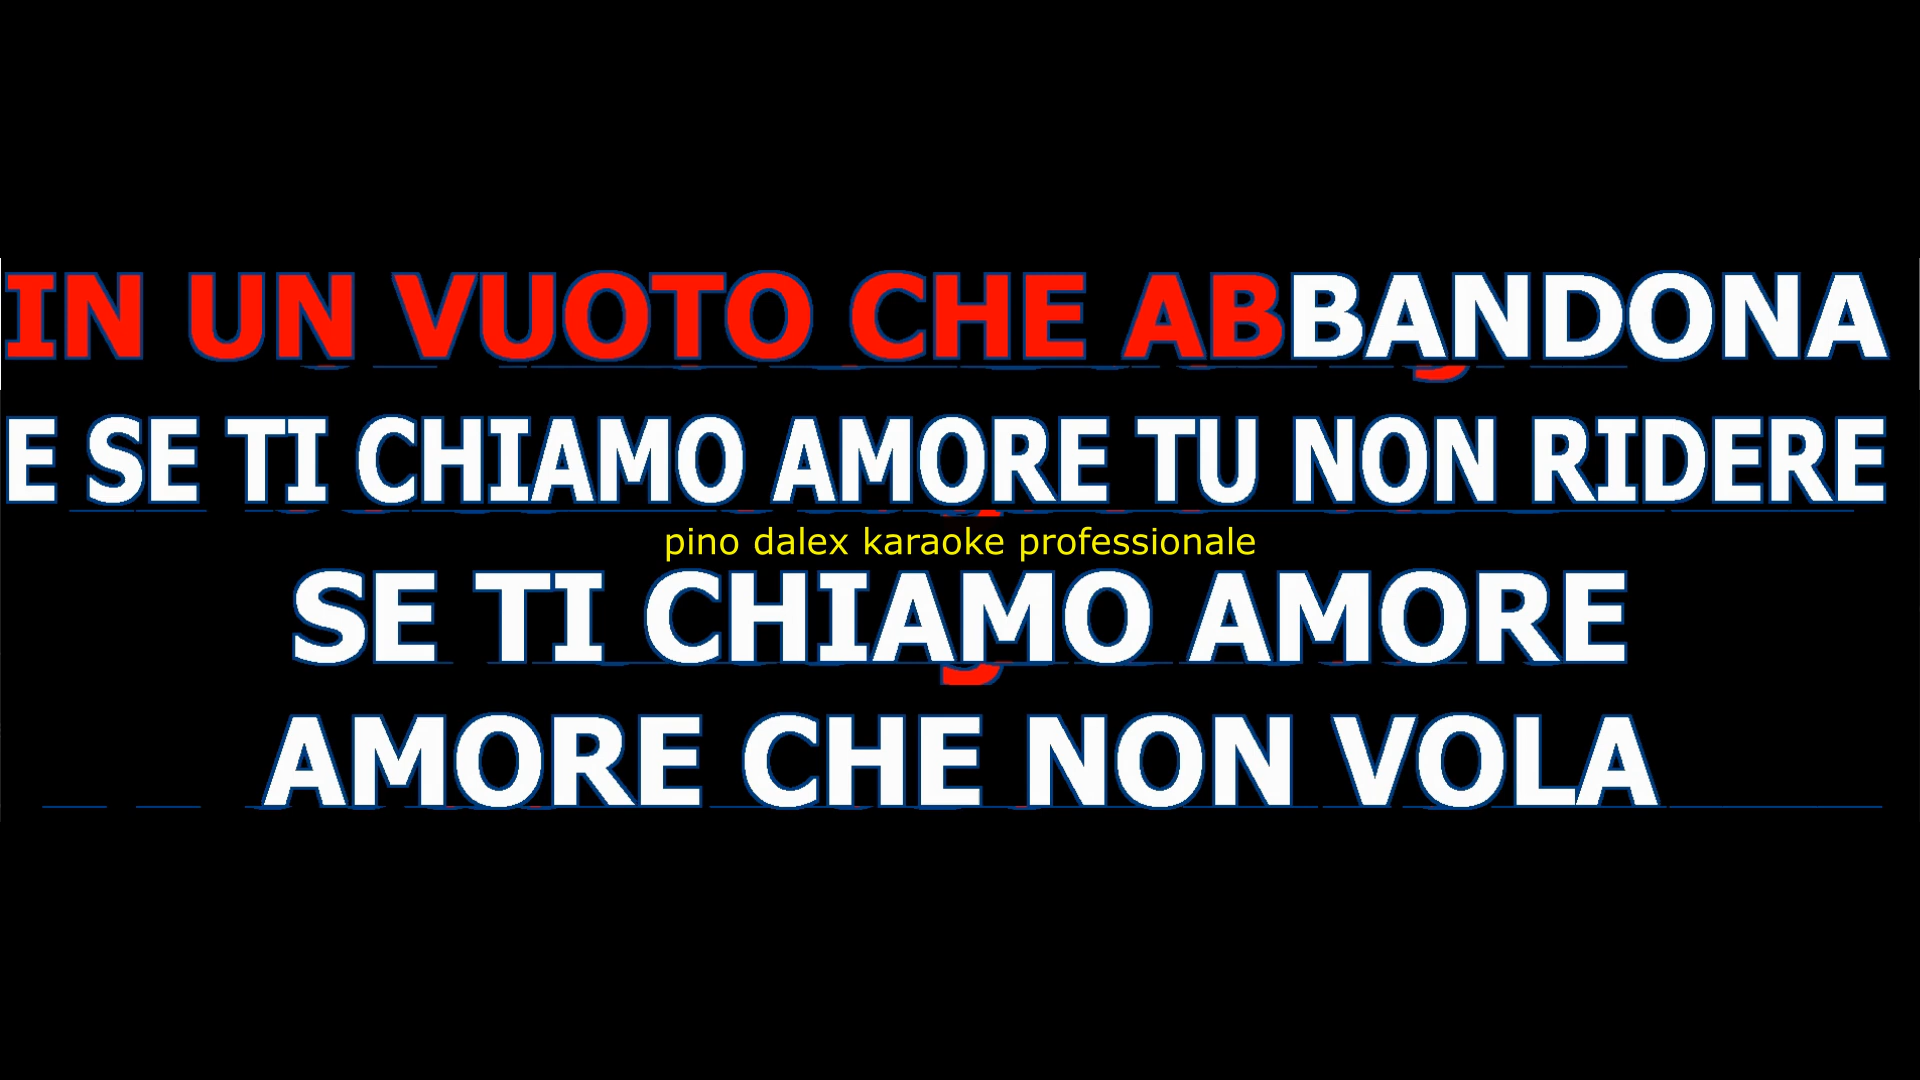 IN UN VUOTO CHE ABBANDONA
E SE TI CHIAMO AMORE TU NON RIDERE
pino dalex karaoke professionale
SE TI CHIAMO AMORE
AMORE CHE NON VOLA